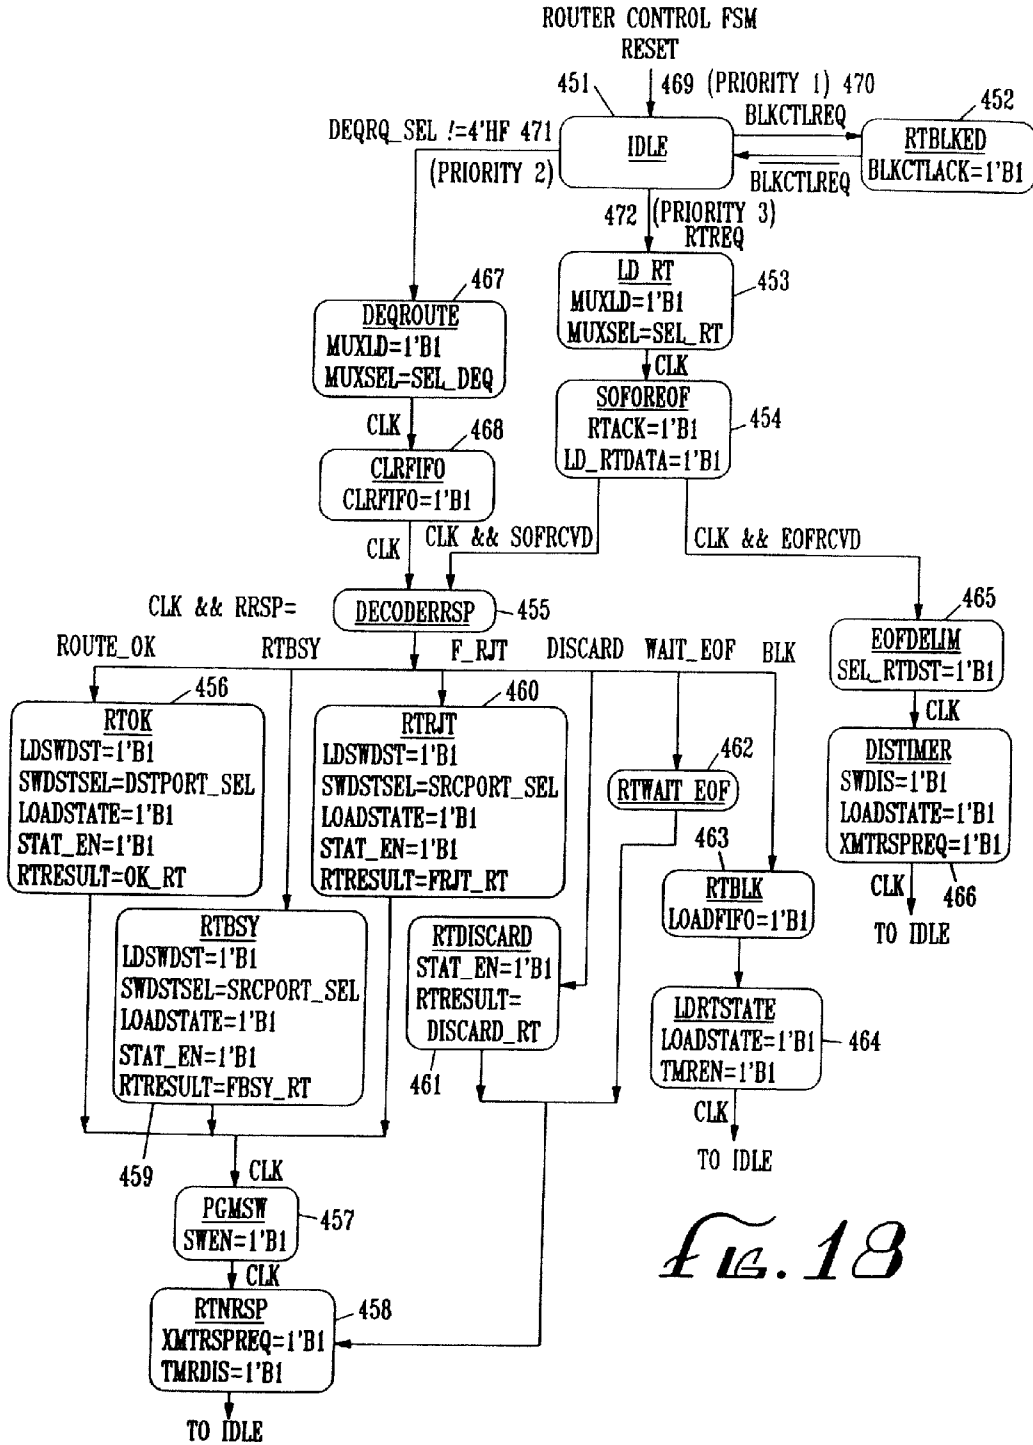 ROUTER CONTROL FSM
RESET
451
469
(PRIORITY 1) 470
452
BLKCTLREQ
DEQRQ_SEL !=4'HF 471
IDLE
RTBLKED
BLKCTLACK=1'B1
(PRIORITY 2)
BLKCTLREQ
472
(PRIORITY 3)
RTREQ
467
LD_RT
MUXLD=1'B1
MUXSEL=SEL_RT
453
DEQROUTE
MUXLD=1'B1
MUXSEL=SEL_DEQ
CLK
SOFOREOF
RTACK=1'B1
LD_RTDATA=1'B1
454
CLK
468
CLRFIFO
CLRFIFO=1'B1
CLK
CLK && SOFRCVD
CLK && EOFRCVD
CLK && RRSP=
DECODERRSP
455
465
EOFDELIM
SEL_RTDST=1'B1
CLK
ROUTE_OK
RTBSY
F_RJT
DISCARD
WAIT_EOF
BLK
456
RTOK
LDSWDST=1'B1
SWDSTSEL=DSTPORT_SEL
LOADSTATE=1'B1
STAT_EN=1'B1
RTRESULT=OK_RT
460
RTRJT
LDSWDST=1'B1
SWDSTSEL=SRCPORT_SEL
LOADSTATE=1'B1
STAT_EN=1'B1
RTRESULT=FRJT_RT
462
RTWAIT_EOF
DISTIMER
SWDIS=1'B1
LOADSTATE=1'B1
XMTRSPREQ=1'B1
CLK
466
TO IDLE
463
RTBLK
LOADFIFO=1'B1
RTBSY
LDSWDST=1'B1
SWDSTSEL=SRCPORT_SEL
LOADSTATE=1'B1
STAT_EN=1'B1
RTRESULT=FBSY_RT
459
RTDISCARD
STAT_EN=1'B1
RTRESULT=
DISCARD_RT
461
LDRTSTATE
LOADSTATE=1'B1
TMREN=1'B1
464
CLK
TO IDLE
CLK
PGMSW
SWEN=1'B1
457
CLK
RTNRSP
XMTRSPREQ=1'B1
TMRDIS=1'B1
458
TO IDLE
FIG. 18